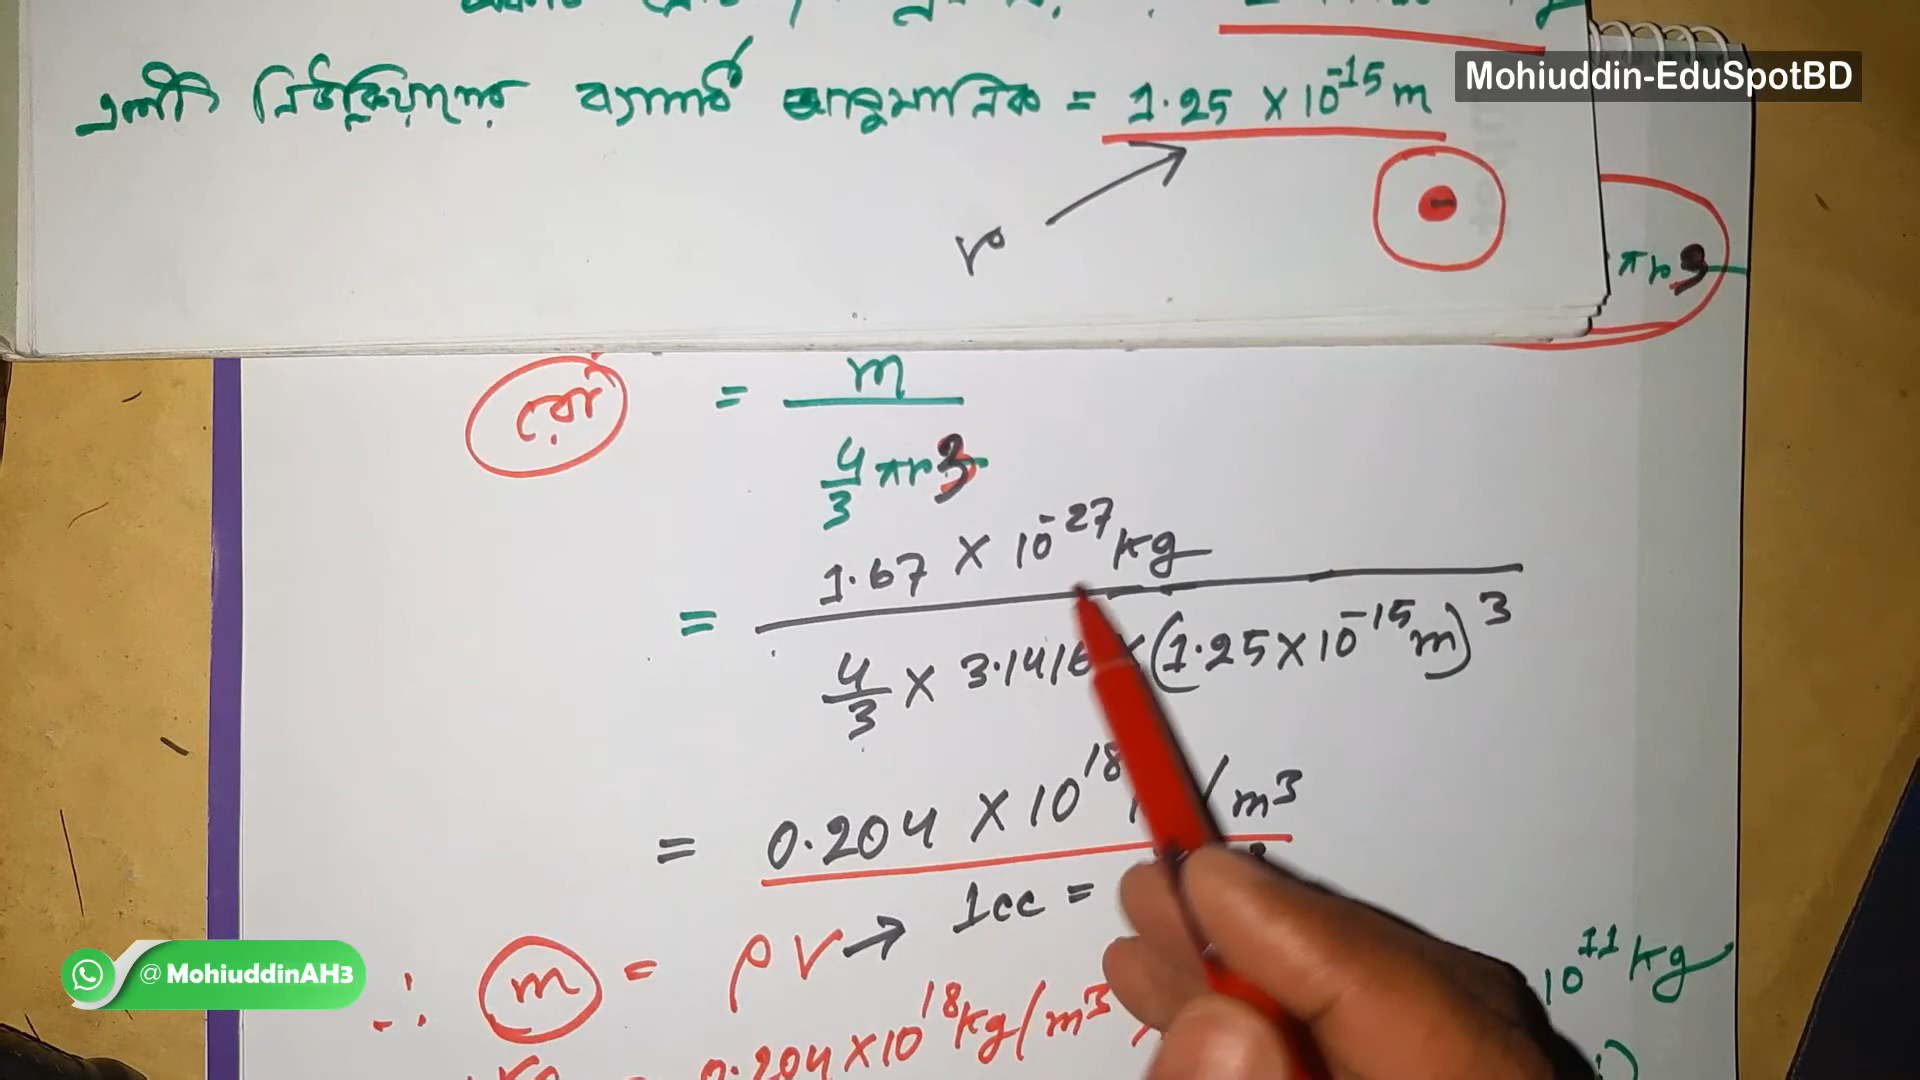 Mohiuddin-EduSpotBD
একটি নিউক্লিয়াসের ব্যাসার্ধ আনুমানিক = 1.25 × 10⁻¹⁵ m
r
πr3
রো = m
4/3 πr3
= 1.67 × 10⁻²⁷ kg
4/3 × 3.1416 × (1.25 × 10⁻¹⁵ m)³
= 0.204 × 10¹⁸ /m³
1cc =
∴ m = ρV →
10¹¹ kg
0.204 × 10¹⁸ kg/m³
@MohiuddinAH3